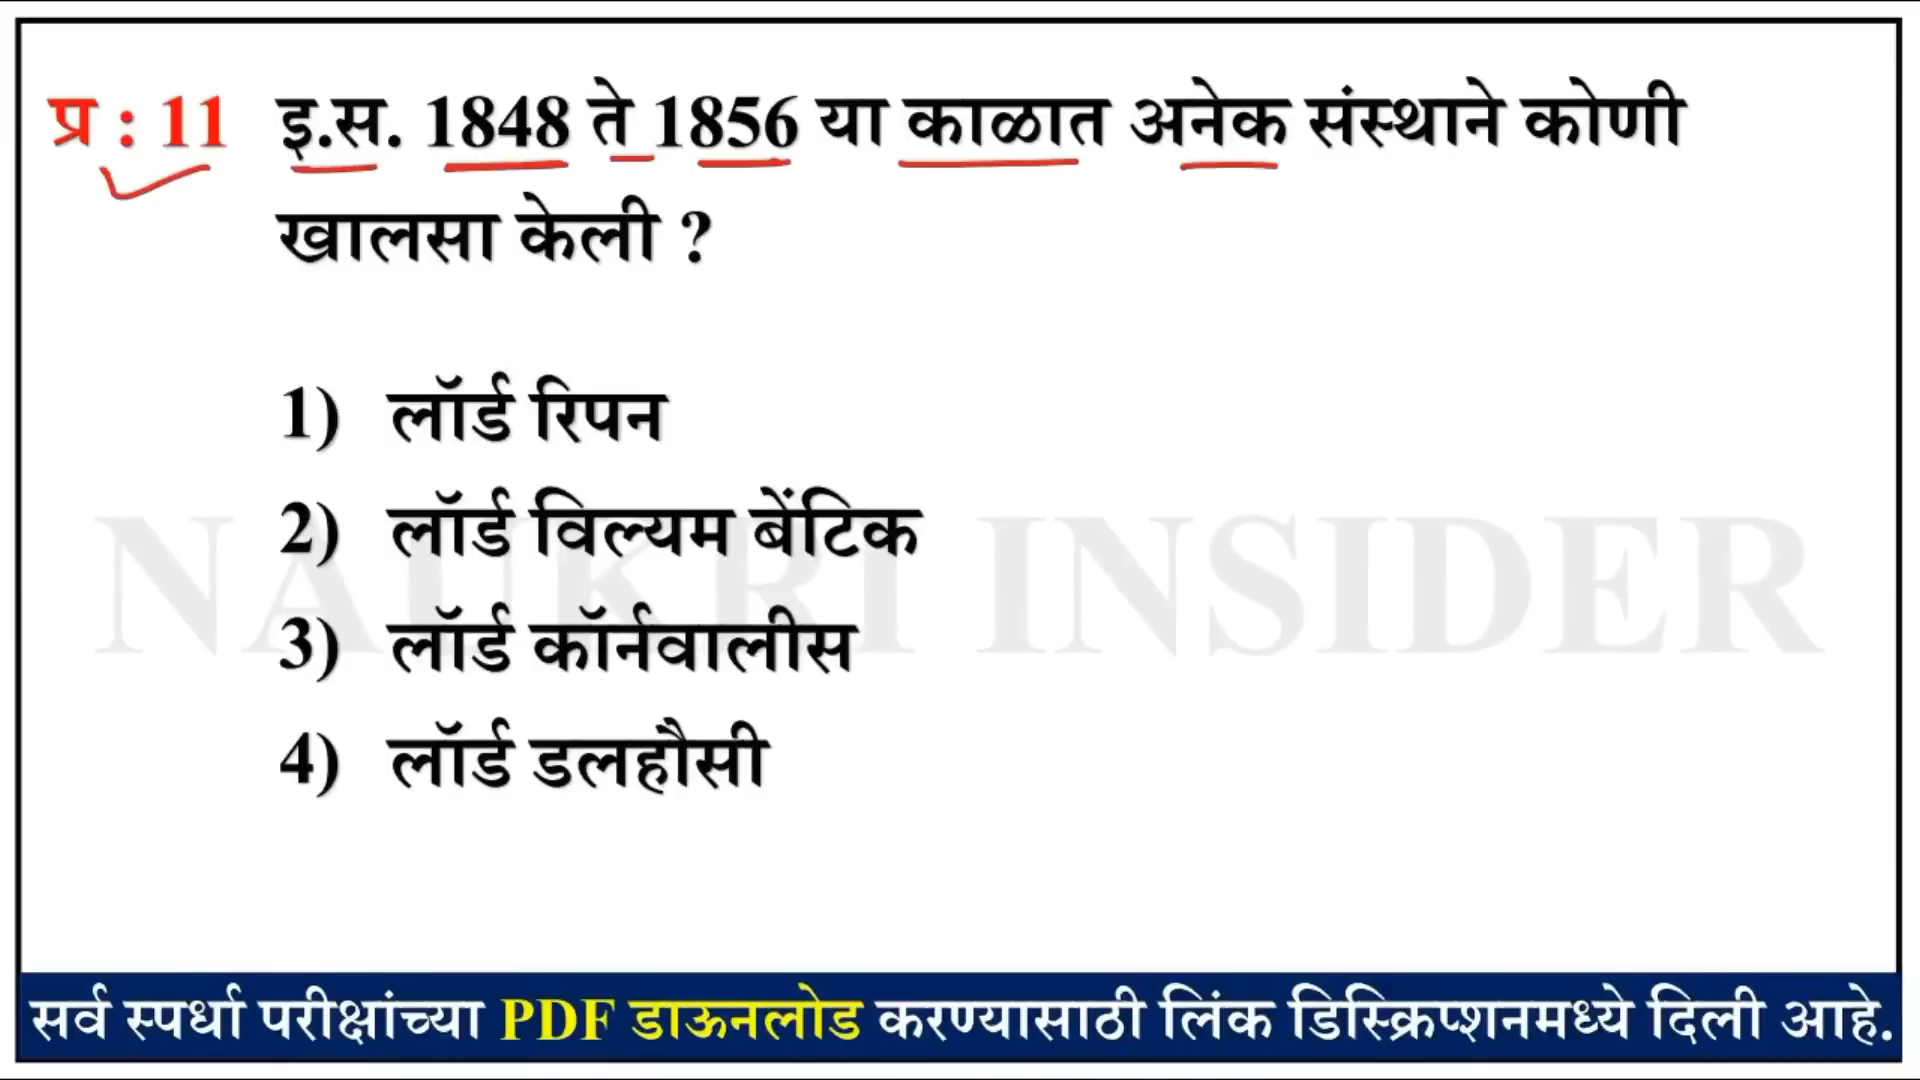 प्र : 11 इ.स. 1848 ते 1856 या काळात अनेक संस्थाने कोणी
खालसा केली ?
1) लॉर्ड रिपन
2) लॉर्ड विल्यम बेंटिक
3) लॉर्ड कॉर्नवालीस
4) लॉर्ड डलहौसी
NAUKRI INSIDER
सर्व स्पर्धा परीक्षांच्या PDF डाऊनलोड करण्यासाठी लिंक डिस्क्रिप्शनमध्ये दिली आहे.